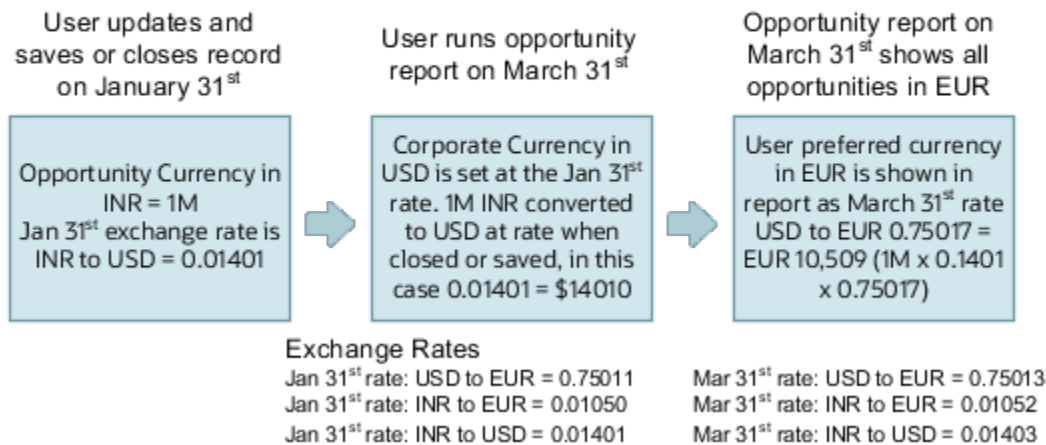 User updates and
saves or closes record
on January 31st
User runs opportunity
report on March 31st
Opportunity report on
March 31st shows all
opportunities in EUR
Opportunity Currency in
INR = 1M
Jan 31st exchange rate is
INR to USD = 0.01401
Corporate Currency in
USD is set at the Jan 31st
rate. 1M INR converted
to USD at rate when
closed or saved, in this
case 0.01401 = $14010
User preferred currency
in EUR is shown in
report as March 31st rate
USD to EUR 0.75017 =
EUR 10,509 (1M x 0.1401
x 0.75017)
Exchange Rates
Jan 31st rate: USD to EUR = 0.75011
Jan 31st rate: INR to EUR = 0.01050
Jan 31st rate: INR to USD = 0.01401
Mar 31st rate: USD to EUR = 0.75013
Mar 31st rate: INR to EUR = 0.01052
Mar 31st rate: INR to USD = 0.01403